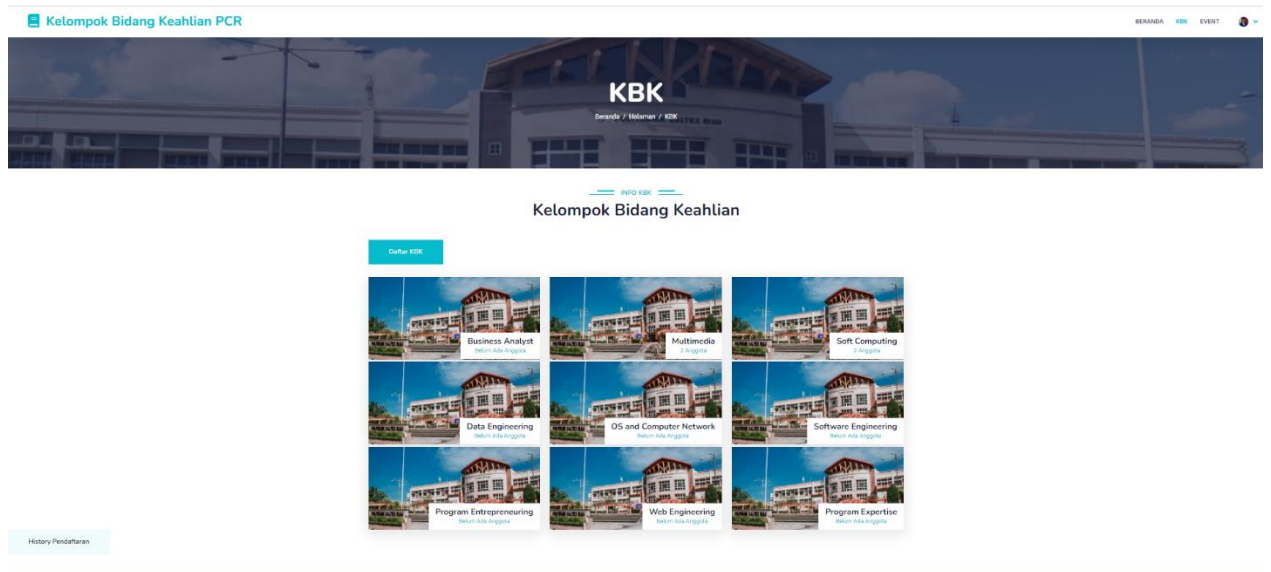 Kelompok Bidang Keahlian PCR
BERANDA KBK EVENT
KBK
Beranda / Halaman / KBK
INFO KBK
Kelompok Bidang Keahlian
Daftar KBK
Business Analyst
Belum Ada Anggota
Multimedia
2 Anggota
Soft Computing
2 Anggota
Data Engineering
Belum Ada Anggota
OS and Computer Network
Belum Ada Anggota
Software Engineering
Belum Ada Anggota
Program Entrepreneuring
Belum Ada Anggota
Web Engineering
Belum Ada Anggota
Program Expertise
Belum Ada Anggota
History Pendaftaran